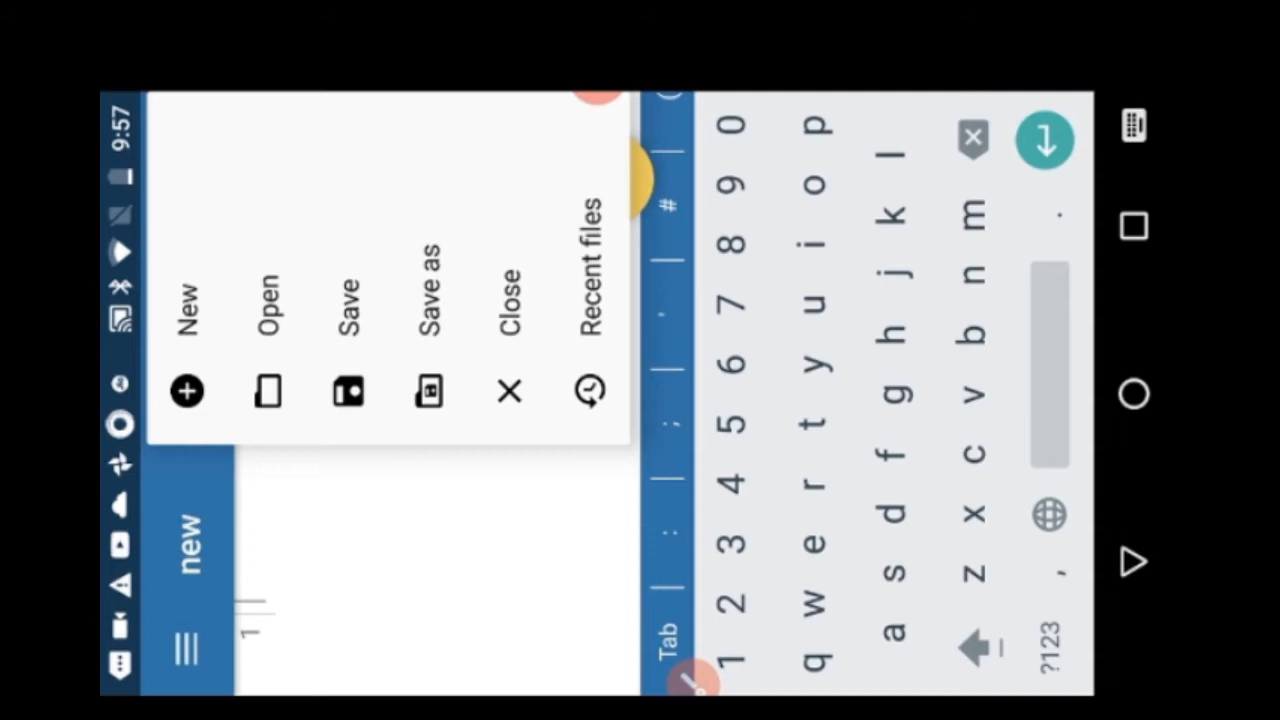 9:57
new
New
Open
Save
Save as
Close
Recent files
1
Tab : ; ' # (
1 2 3 4 5 6 7 8 9 0
q w e r t y u i o p
a s d f g h j k l
z x c v b n m
?123 , .